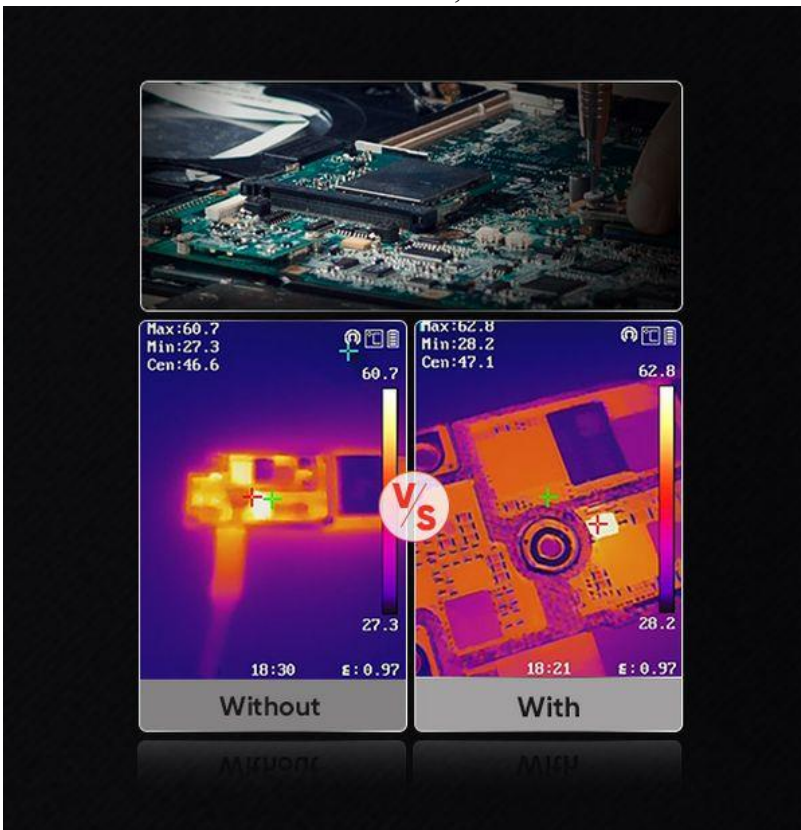 Max:60.7
Min:27.3
Cen:46.6
°C
60.7
27.3
18:30
ε:0.97
Without
V/s
Max:62.8
Min:28.2
Cen:47.1
°C
62.8
28.2
18:21
ε:0.97
With